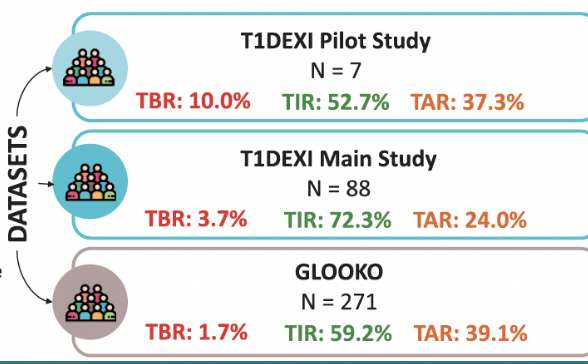 DATASETS
T1DEXI Pilot Study
N = 7
TBR: 10.0% TIR: 52.7% TAR: 37.3%
T1DEXI Main Study
N = 88
TBR: 3.7% TIR: 72.3% TAR: 24.0%
GLOOKO
N = 271
TBR: 1.7% TIR: 59.2% TAR: 39.1%